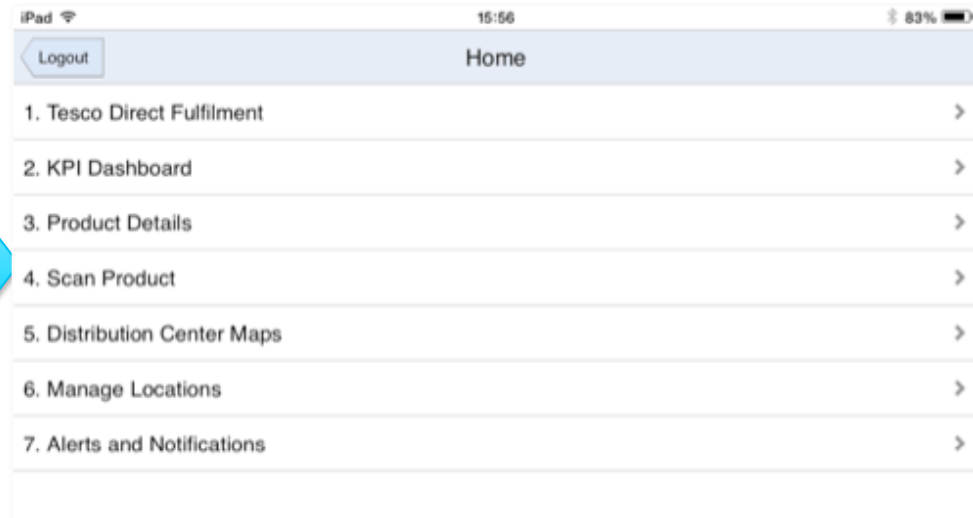 iPad 15:56 83%
Logout Home
1. Tesco Direct Fulfilment
2. KPI Dashboard
3. Product Details
4. Scan Product
5. Distribution Center Maps
6. Manage Locations
7. Alerts and Notifications